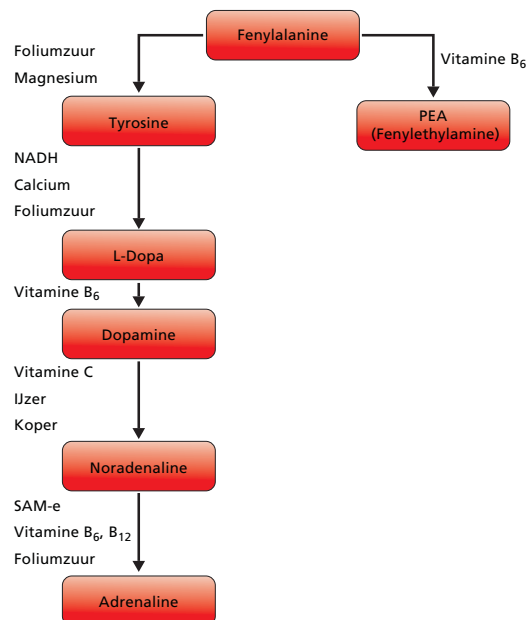 Fenylalanine
Foliumzuur
Magnesium
Vitamine B₆
Tyrosine
PEA
(Fenylethylamine)
NADH
Calcium
Foliumzuur
L-Dopa
Vitamine B₆
Dopamine
Vitamine C
IJzer
Koper
Noradenaline
SAM-e
Vitamine B₆, B₁₂
Foliumzuur
Adrenaline